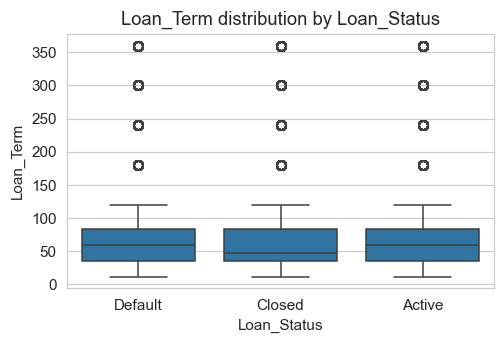 Loan_Term distribution by Loan_Status
Loan_Term
350
300
250
200
150
100
50
0
Default Closed Active
Loan_Status